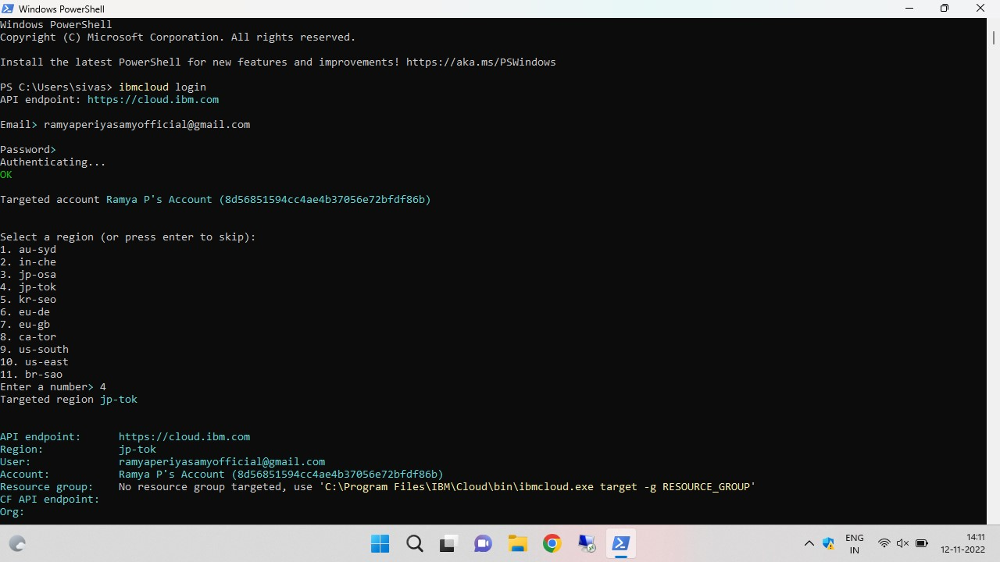 Windows PowerShell
Windows PowerShell
Copyright (C) Microsoft Corporation. All rights reserved.
Install the latest PowerShell for new features and improvements! https://aka.ms/PSWindows
PS C:\Users\sivas> ibmcloud login
API endpoint: https://cloud.ibm.com
Email> ramyaperiyasamyofficial@gmail.com
Password>
Authenticating...
OK
Targeted account Ramya P's Account (8d56851594cc4ae4b37056e72bfdf86b)
Select a region (or press enter to skip):
1. au-syd
2. in-che
3. jp-osa
4. jp-tok
5. kr-seo
6. eu-de
7. eu-gb
8. ca-tor
9. us-south
10. us-east
11. br-sao
Enter a number> 4
Targeted region jp-tok
API endpoint: https://cloud.ibm.com
Region: jp-tok
User: ramyaperiyasamyofficial@gmail.com
Account: Ramya P's Account (8d56851594cc4ae4b37056e72bfdf86b)
Resource group: No resource group targeted, use 'C:\Program Files\IBM\Cloud\bin\ibmcloud.exe target -g RESOURCE_GROUP'
CF API endpoint:
Org:
ENG
IN
14:11
12-11-2022